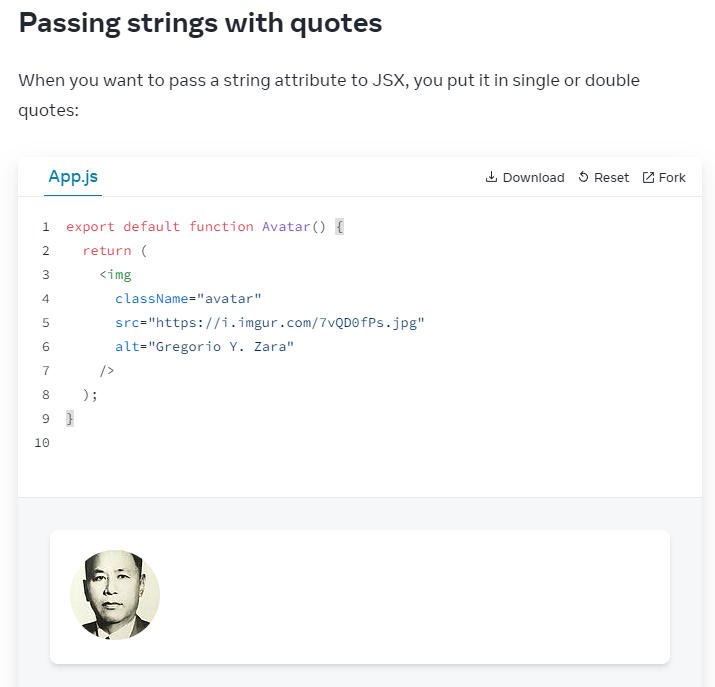 Passing strings with quotes
When you want to pass a string attribute to JSX, you put it in single or double
quotes:
App.js
Download Reset Fork
1 export default function Avatar() {
2 return (
3 <img
4 className="avatar"
5 src="https://i.imgur.com/7vQD0fPs.jpg"
6 alt="Gregorio Y. Zara"
7 />
8 );
9 }
10